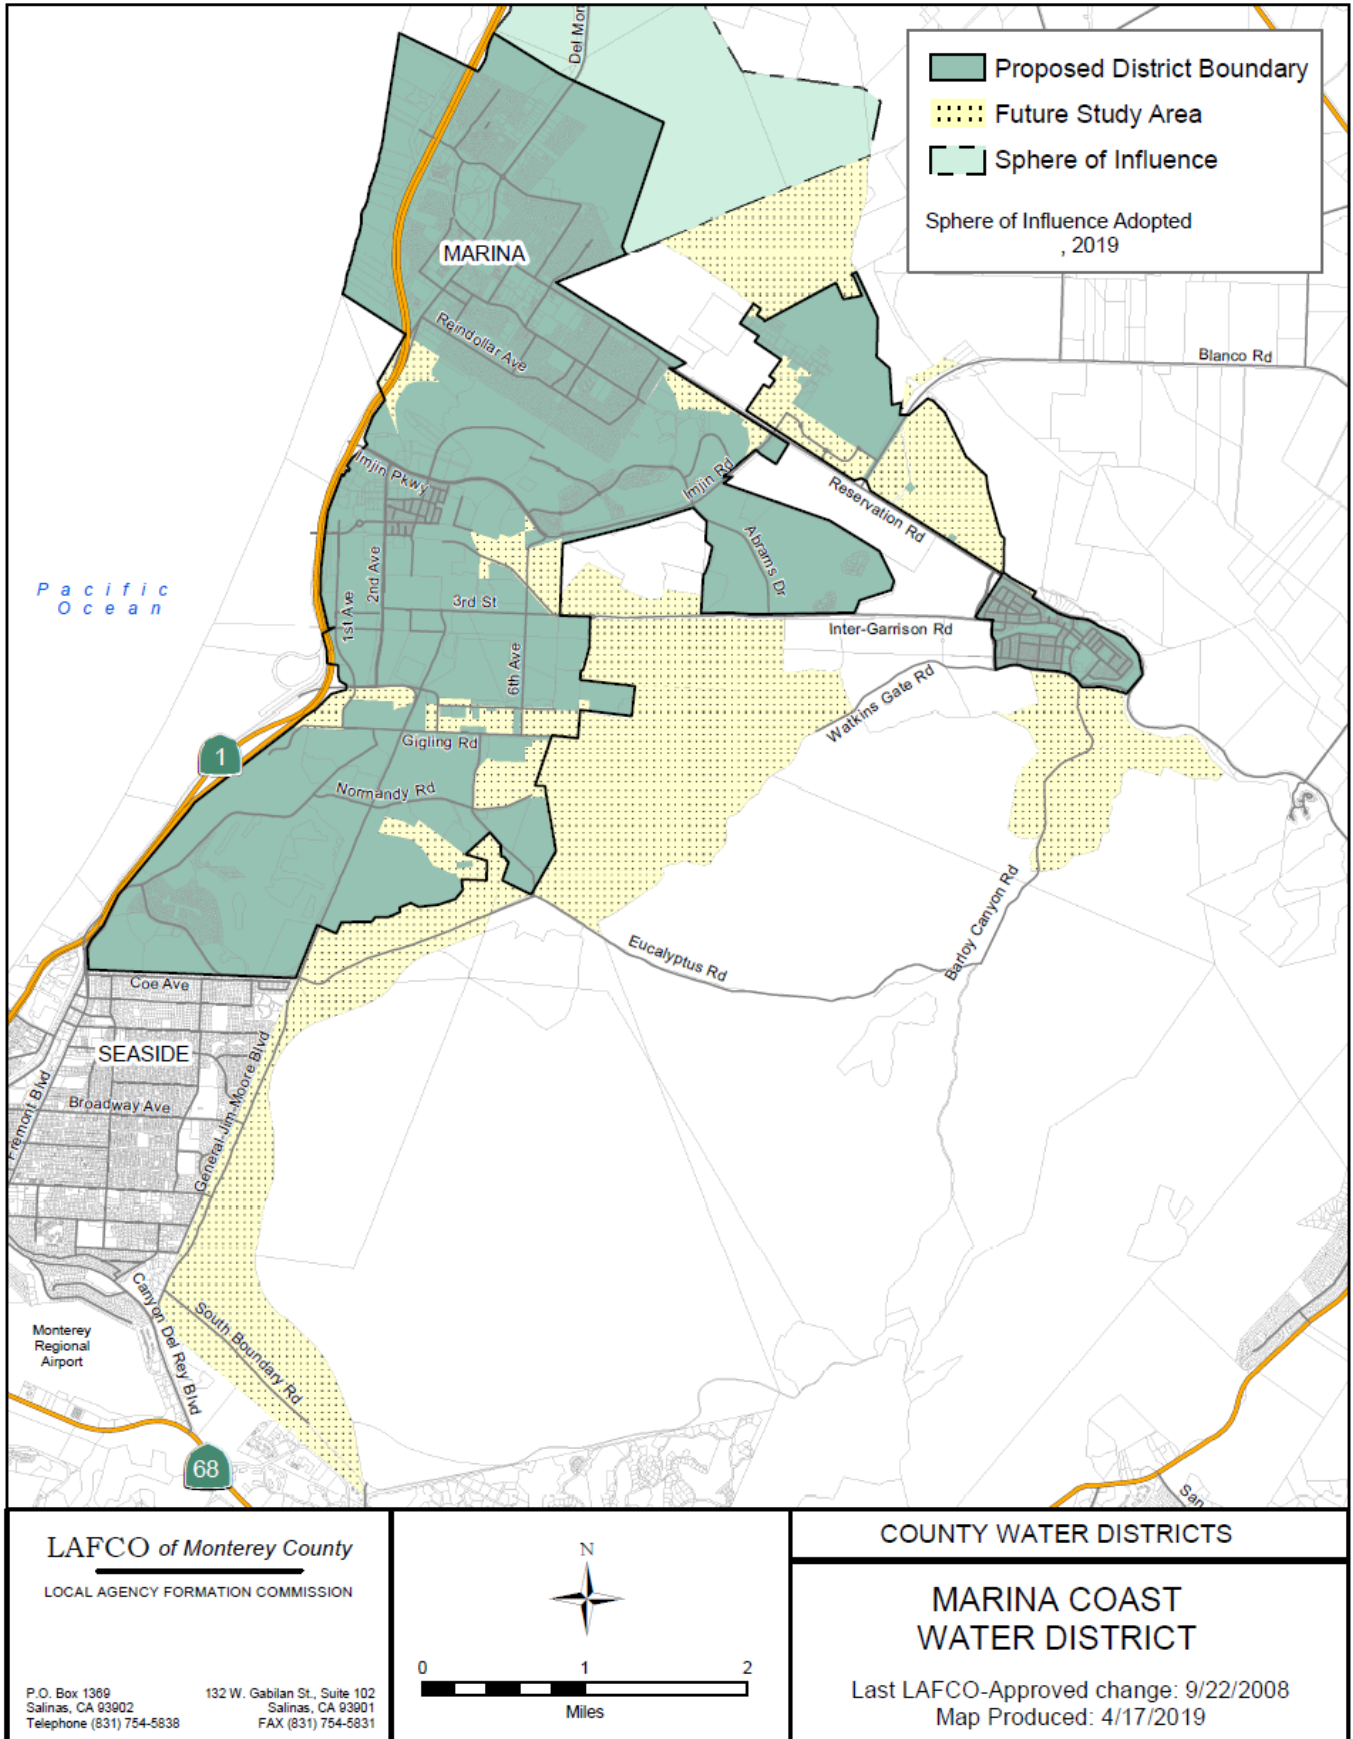 Del Mon
Proposed District Boundary
Future Study Area
Sphere of Influence
Sphere of Influence Adopted
, 2019
MARINA
Reindollar Ave
Blanco Rd
Imjin Pkwy
Imjin Rd
Reservation Rd
Abrams Dr
Pacific
Ocean
2nd Ave
1st Ave
3rd St
6th Ave
Inter-Garrison Rd
Watkins Gate Rd
Gigling Rd
1
Normandy Rd
Barloy Canyon Rd
Eucalyptus Rd
Coe Ave
SEASIDE
General Jim Moore Blvd
Fremont Blvd
Broadway Ave
Canyon Del Rey Blvd
South Boundary Rd
Monterey
Regional
Airport
68
San
LAFCO of Monterey County
LOCAL AGENCY FORMATION COMMISSION
P.O. Box 1369
Salinas, CA 93902
Telephone (831) 754-5838
132 W. Gabilan St., Suite 102
Salinas, CA 93901
FAX (831) 754-5831
N
0 1 2
Miles
COUNTY WATER DISTRICTS
MARINA COAST
WATER DISTRICT
Last LAFCO-Approved change: 9/22/2008
Map Produced: 4/17/2019